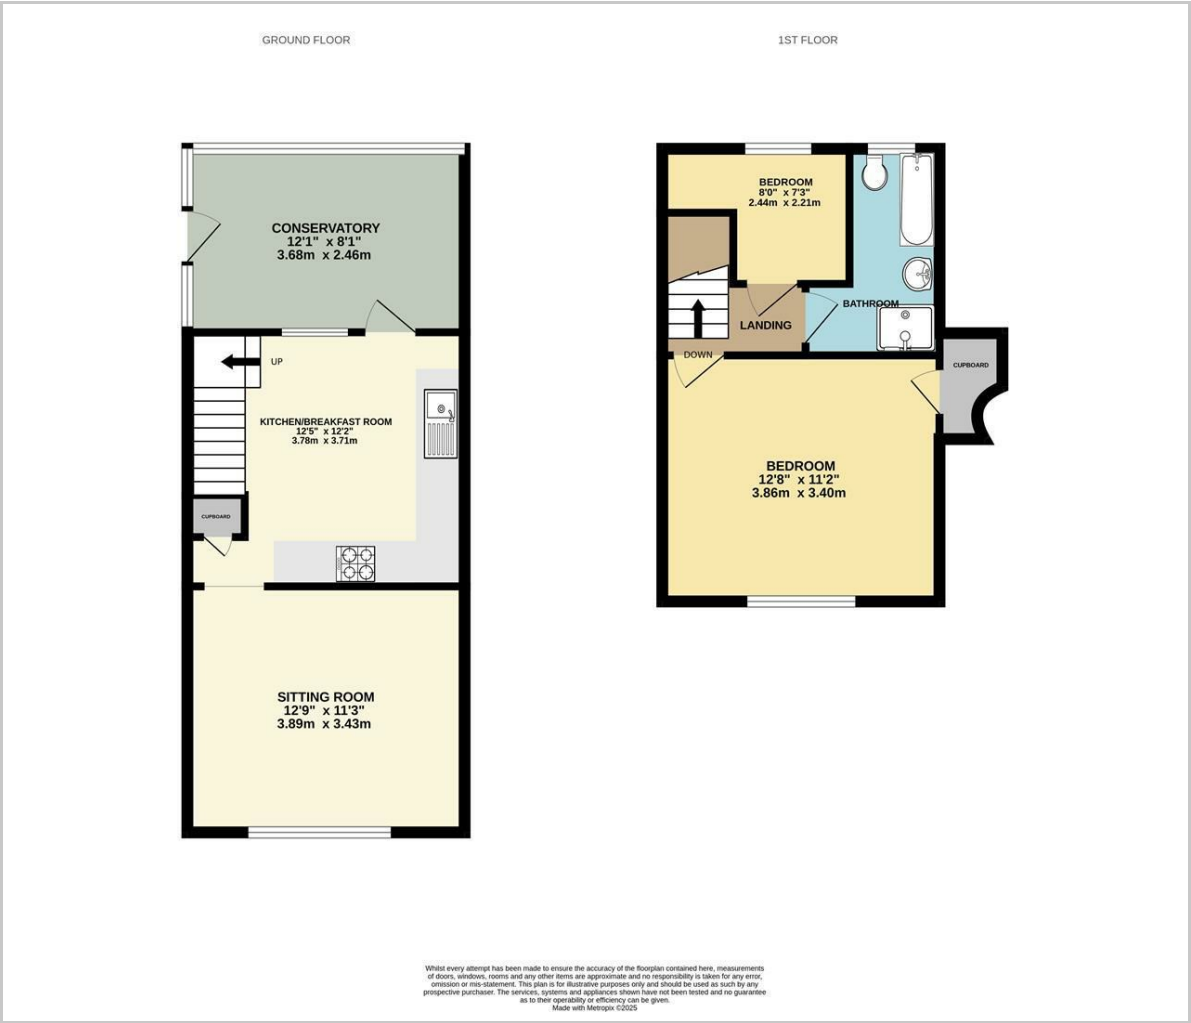 GROUND FLOOR
1ST FLOOR
CONSERVATORY
12'1" x 8'1"
3.68m x 2.46m
UP
KITCHEN/BREAKFAST ROOM
12'5" x 12'2"
3.78m x 3.71m
CUPBOARD
SITTING ROOM
12'9" x 11'3"
3.89m x 3.43m
BEDROOM
8'0" x 7'3"
2.44m x 2.21m
BATHROOM
LANDING
DOWN
CUPBOARD
BEDROOM
12'8" x 11'2"
3.86m x 3.40m
Whilst every attempt has been made to ensure the accuracy of the floorplan contained here, measurements
of doors, windows, rooms and any other items are approximate and no responsibility is taken for any error,
omission or mis-statement. This plan is for illustrative purposes only and should be used as such by any
prospective purchaser. The services, systems and appliances shown have not been tested and no guarantee
as to their operability or efficiency can be given.
Made with Metropix ©2025